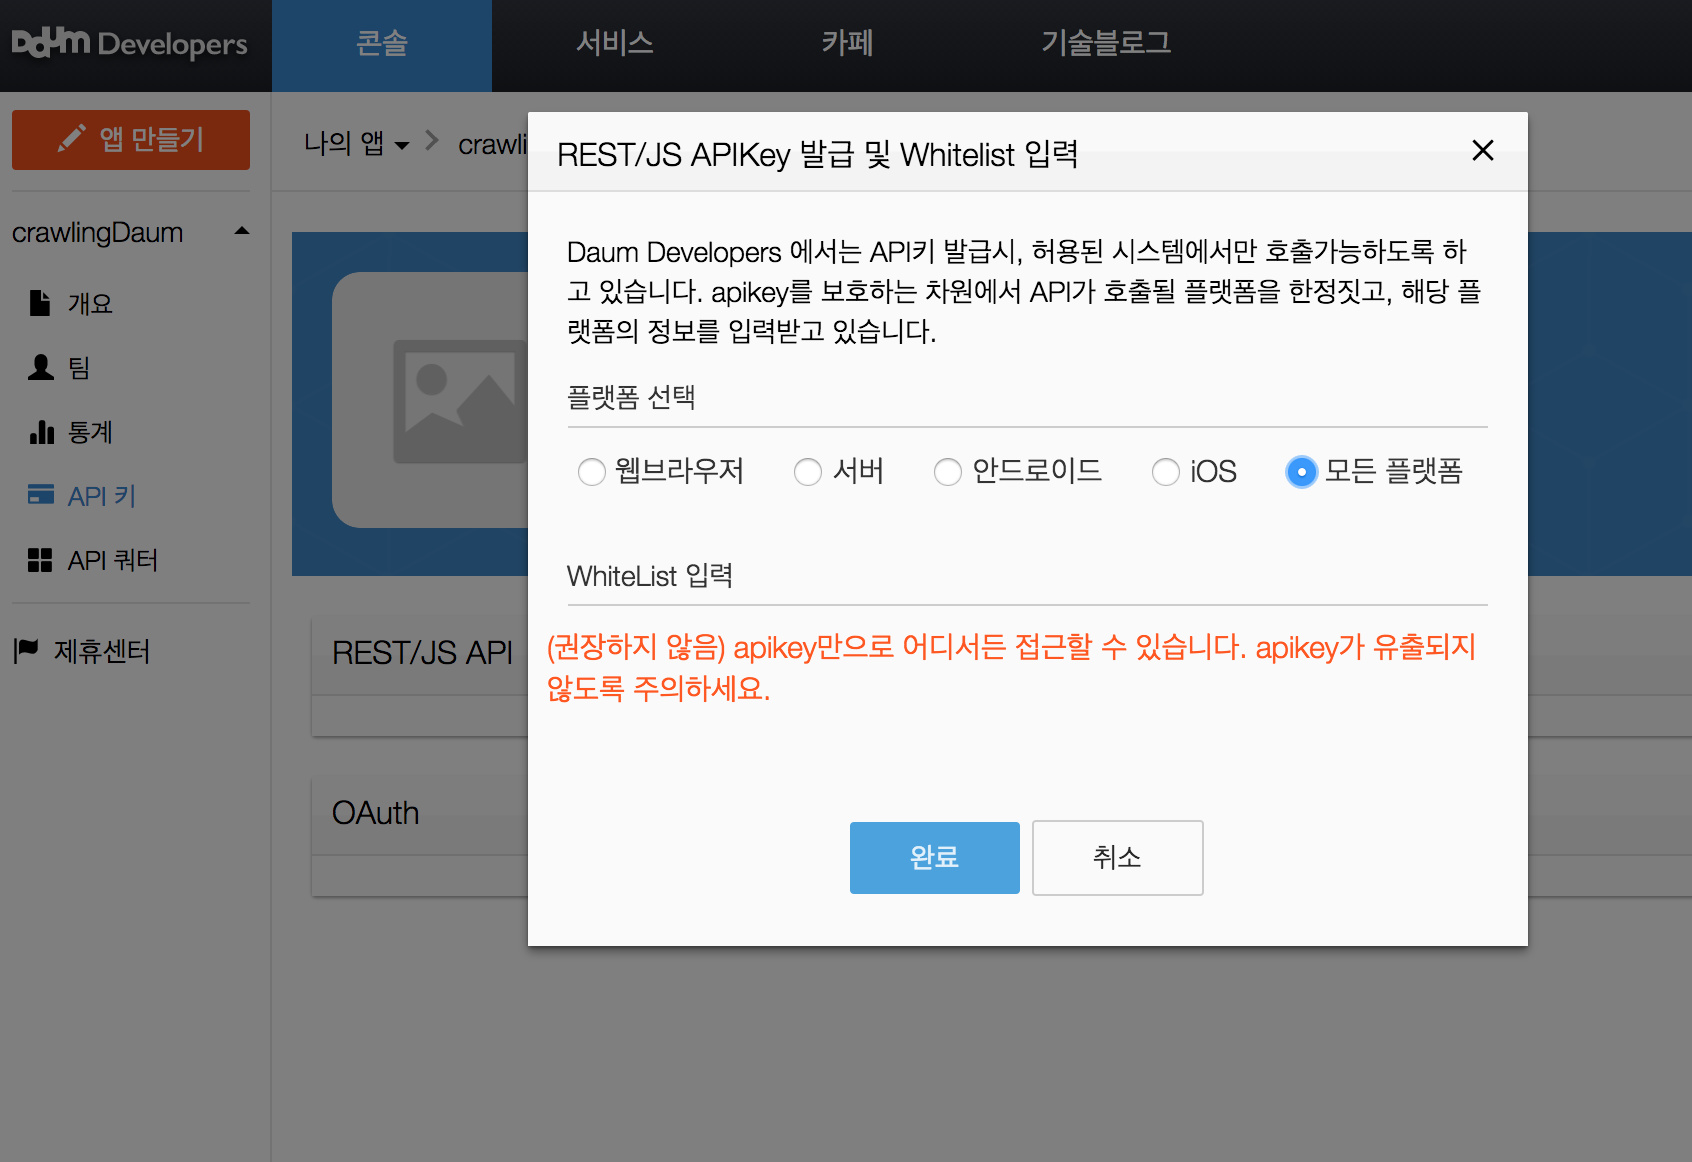 Daum Developers
콘솔
서비스
카페
기술블로그
앱 만들기
crawlingDaum
개요
팀
통계
API 키
API 쿼터
제휴센터
나의 앱
REST/JS API
OAuth
REST/JS APIKey 발급 및 Whitelist 입력
Daum Developers 에서는 API키 발급시, 허용된 시스템에서만 호출가능하도록 하
고 있습니다. apikey를 보호하는 차원에서 API가 호출될 플랫폼을 한정짓고, 해당 플
랫폼의 정보를 입력받고 있습니다.
플랫폼 선택
웹브라우저 서버 안드로이드 iOS 모든 플랫폼
WhiteList 입력
(권장하지 않음) apikey만으로 어디서든 접근할 수 있습니다. apikey가 유출되지
않도록 주의하세요.
완료
취소